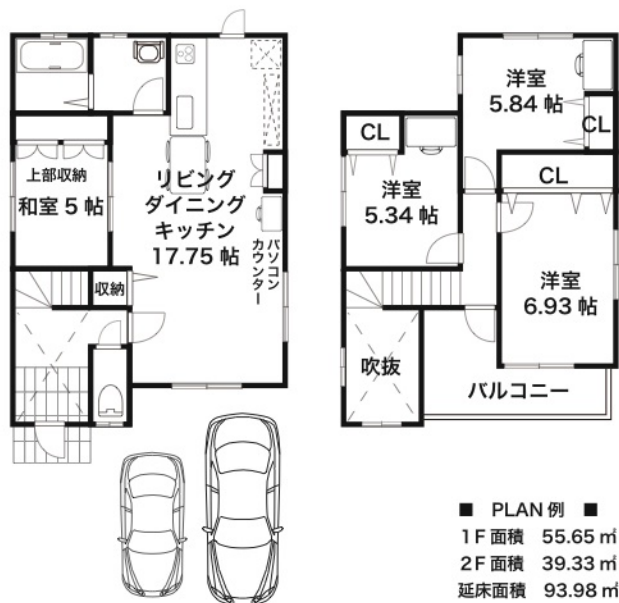 上部収納
和室 5 帖
リビング
ダイニング
キッチン
17.75 帖
パソコン
カウンター
収納
洋室
5.84 帖
CL
CL
洋室
5.34 帖
CL
洋室
6.93 帖
吹抜
バルコニー
■ PLAN 例 ■
1F 面積 55.65 ㎡
2F 面積 39.33 ㎡
延床面積 93.98 ㎡